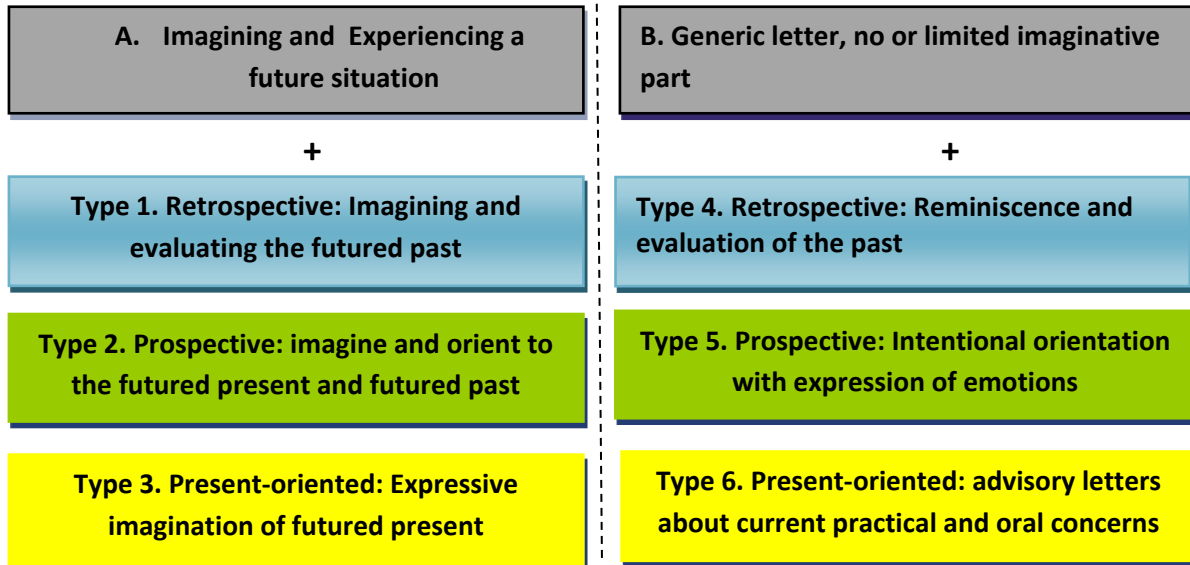 A. Imagining and Experiencing a
future situation
+
Type 1. Retrospective: Imagining and
evaluating the futured past
Type 2. Prospective: imagine and orient to
the futured present and futured past
Type 3. Present-oriented: Expressive
imagination of futured present
B. Generic letter, no or limited imaginative
part
+
Type 4. Retrospective: Reminiscence and
evaluation of the past
Type 5. Prospective: Intentional orientation
with expression of emotions
Type 6. Present-oriented: advisory letters
about current practical and oral concerns